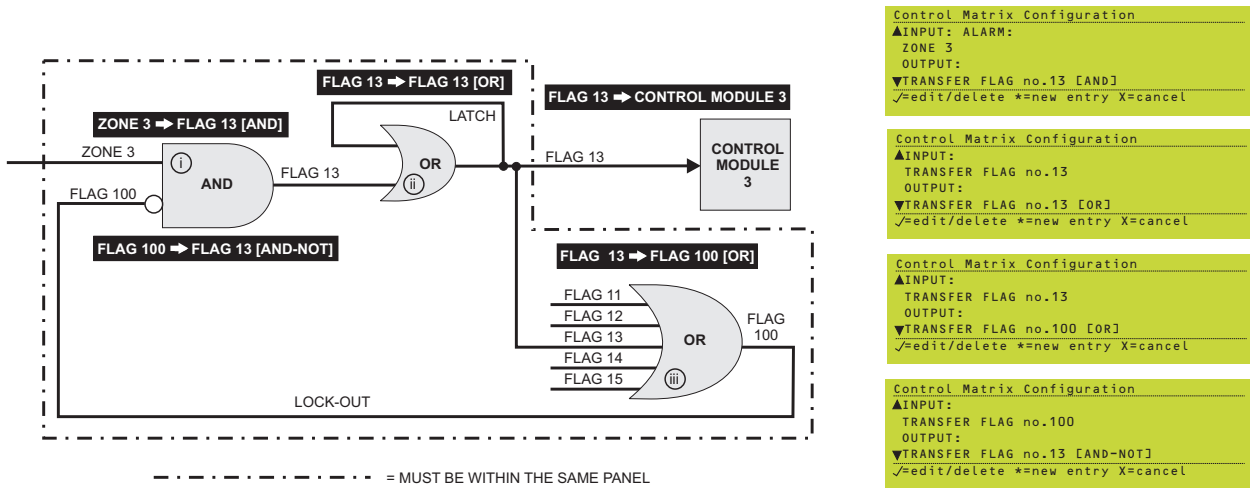 FLAG 13 ➡ FLAG 13 [OR]
LATCH
FLAG 13 ➡ CONTROL MODULE 3
ZONE 3 ➡ FLAG 13 [AND]
ZONE 3
i
AND
FLAG 100
FLAG 13
OR
ii
FLAG 13
CONTROL
MODULE
3
FLAG 100 ➡ FLAG 13 [AND-NOT]
FLAG 13 ➡ FLAG 100 [OR]
FLAG 11
FLAG 12
FLAG 13
FLAG 14
FLAG 15
OR
iii
FLAG
100
LOCK-OUT
= MUST BE WITHIN THE SAME PANEL
Control Matrix Configuration
▲INPUT: ALARM:
ZONE 3
OUTPUT:
▼TRANSFER FLAG no.13 [AND]
✓=edit/delete *=new entry X=cancel
Control Matrix Configuration
▲INPUT:
TRANSFER FLAG no.13
OUTPUT:
▼TRANSFER FLAG no.13 [OR]
✓=edit/delete *=new entry X=cancel
Control Matrix Configuration
▲INPUT:
TRANSFER FLAG no.13
OUTPUT:
▼TRANSFER FLAG no.100 [OR]
✓=edit/delete *=new entry X=cancel
Control Matrix Configuration
▲INPUT:
TRANSFER FLAG no.100
OUTPUT:
▼TRANSFER FLAG no.13 [AND-NOT]
✓=edit/delete *=new entry X=cancel